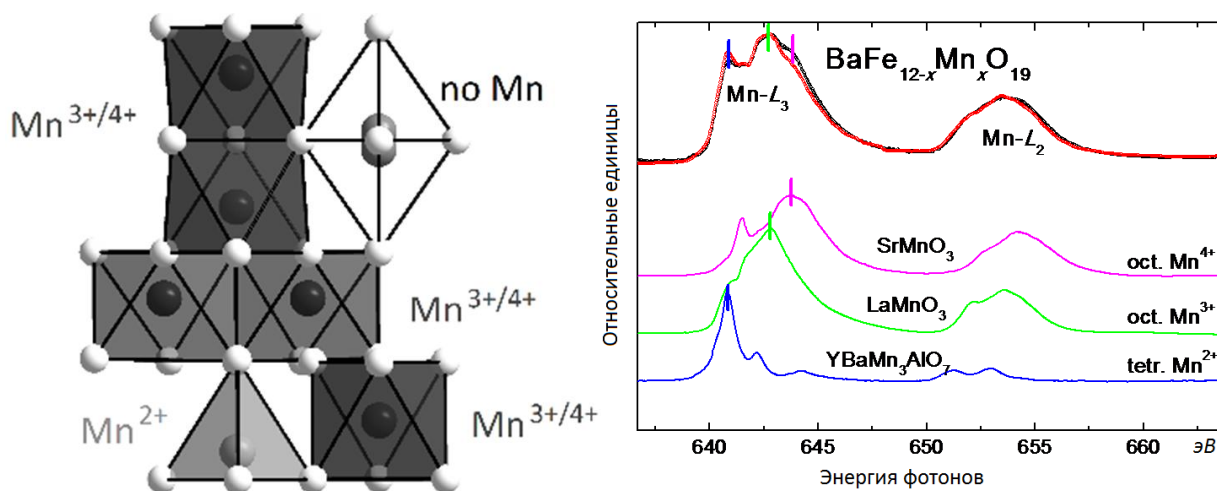 Mn3+/4+
no Mn
Mn3+/4+
Mn2+
Mn3+/4+
Относительные единицы
BaFe12-xMnxO19
Mn-L3
Mn-L2
SrMnO3
oct. Mn4+
LaMnO3
oct. Mn3+
YBaMn3AlO7
tetr. Mn2+
640 645 650 655 660 эВ
Энергия фотонов